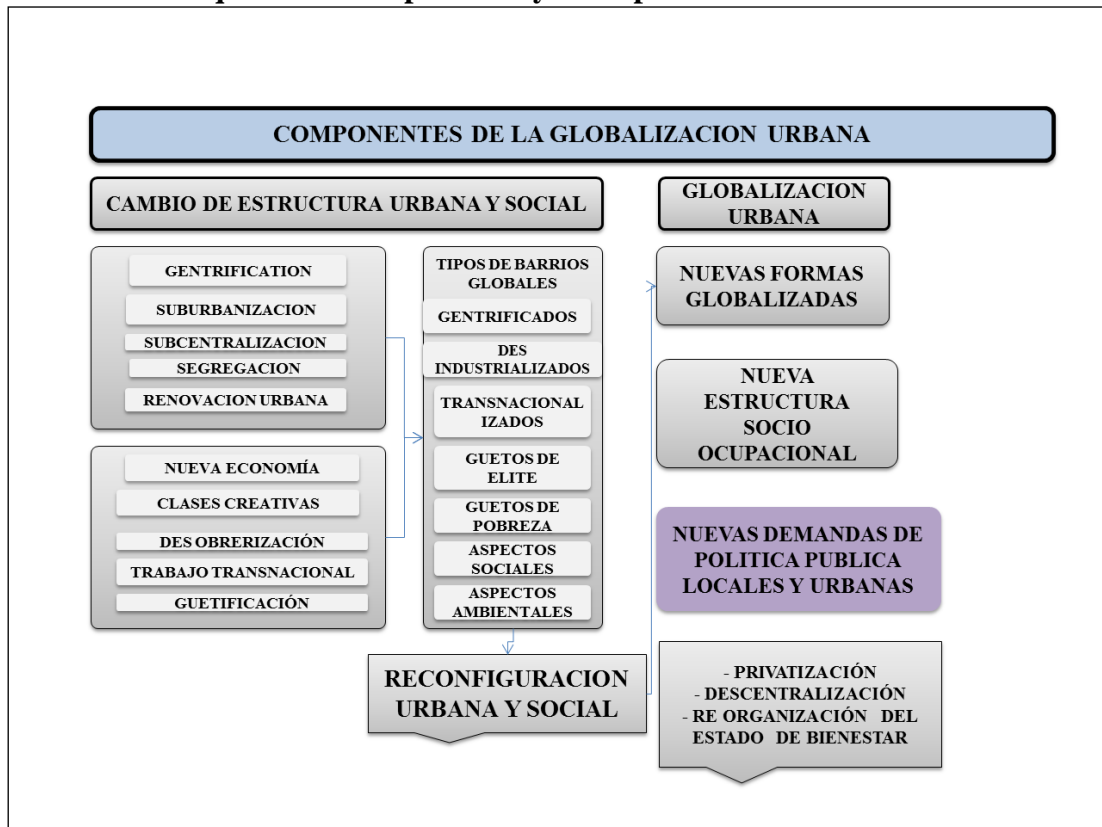 COMPONENTES DE LA GLOBALIZACION URBANA
CAMBIO DE ESTRUCTURA URBANA Y SOCIAL
GENTRIFICATION
SUBURBANIZACION
SUBCENTRALIZACION
SEGREGACION
RENOVACION URBANA
NUEVA ECONOMÍA
CLASES CREATIVAS
DES OBRERIZACIÓN
TRABAJO TRANSNACIONAL
GUETIFICACIÓN
TIPOS DE BARRIOS
GLOBALES
GENTRIFICADOS
DES
INDUSTRIALIZADOS
TRANSNACIONAL
IZADOS
GUETOS DE
ELITE
GUETOS DE
POBREZA
ASPECTOS
SOCIALES
ASPECTOS
AMBIENTALES
RECONFIGURACION
URBANA Y SOCIAL
GLOBALIZACION
URBANA
NUEVAS FORMAS
GLOBALIZADAS
NUEVA
ESTRUCTURA
SOCIO
OCUPACIONAL
NUEVAS DEMANDAS DE
POLITICA PUBLICA
LOCALES Y URBANAS
- PRIVATIZACIÓN
- DESCENTRALIZACIÓN
- RE ORGANIZACIÓN DEL
ESTADO DE BIENESTAR